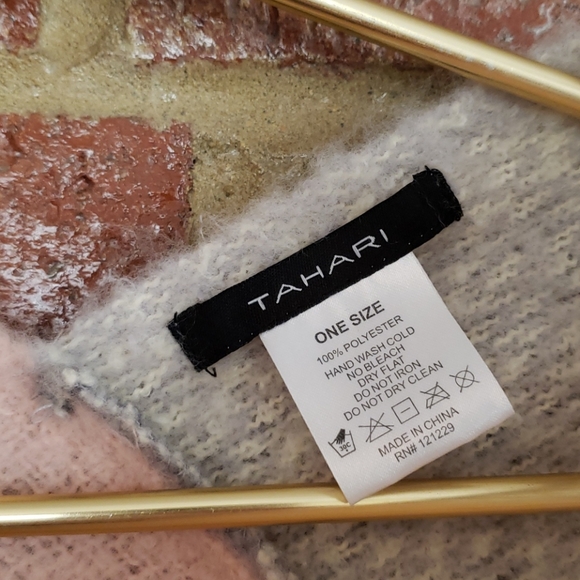 TAHARI
ONE SIZE
100% POLYESTER
HAND WASH COLD
NO BLEACH
DRY FLAT
DO NOT IRON
DO NOT DRY CLEAN
30C
MADE IN CHINA
RN# 121229